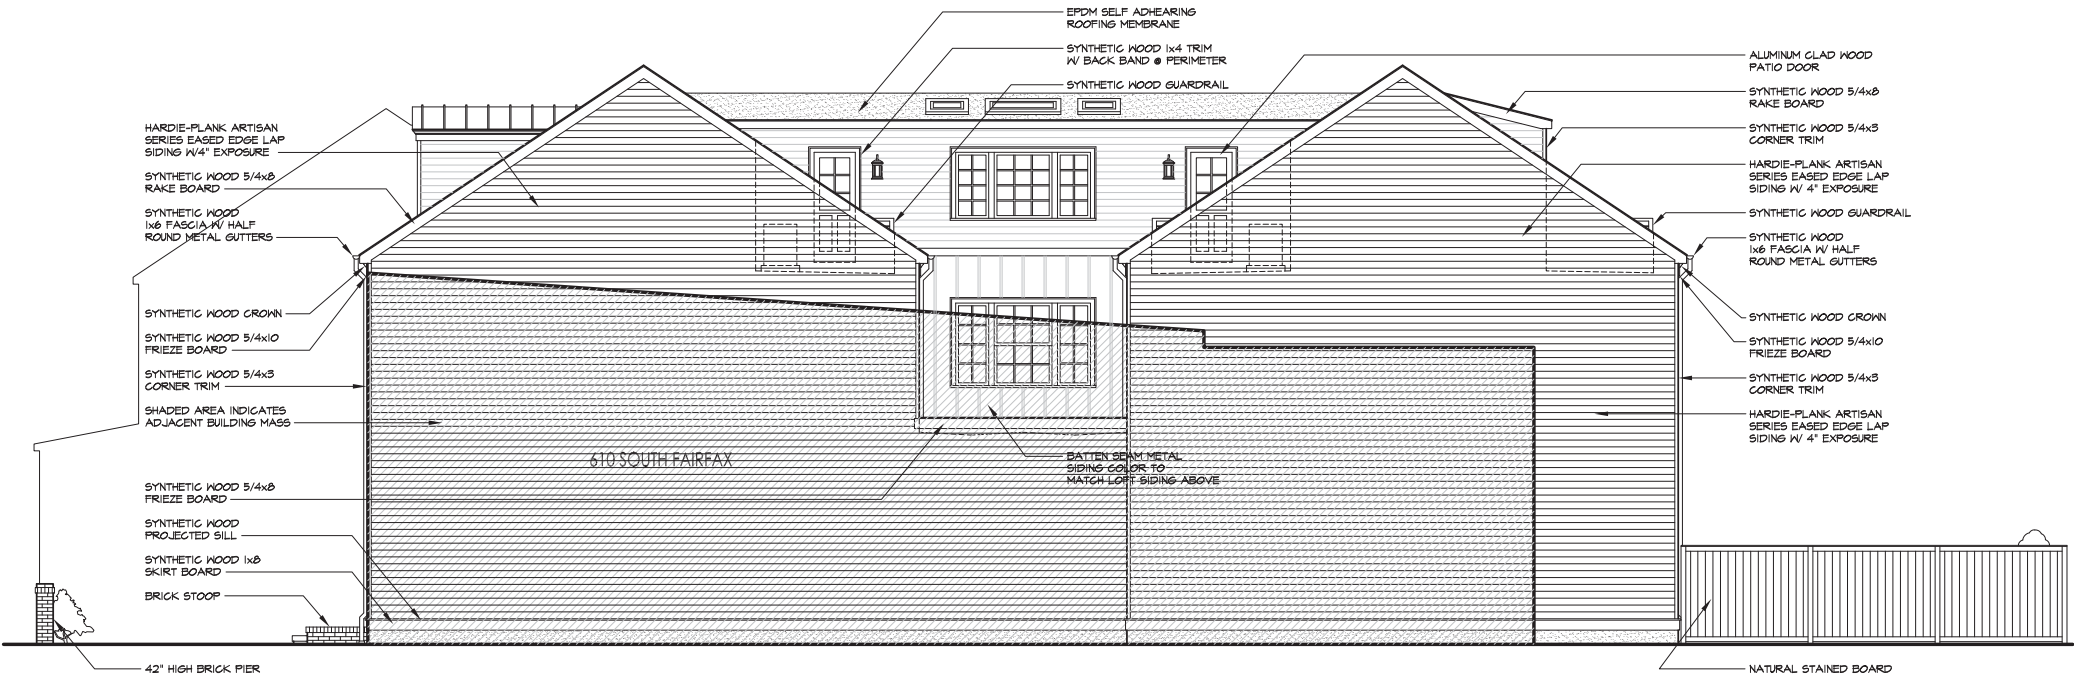 EPDM SELF ADHEARING
ROOFING MEMBRANE
SYNTHETIC WOOD 1x4 TRIM
W/ BACK BAND @ PERIMETER
SYNTHETIC WOOD GUARDRAIL
HARDIE-PLANK ARTISAN
SERIES EASED EDGE LAP
SIDING W/4" EXPOSURE
SYNTHETIC WOOD 5/4x8
RAKE BOARD
SYNTHETIC WOOD
1x6 FASCIA W/ HALF
ROUND METAL GUTTERS
SYNTHETIC WOOD CROWN
SYNTHETIC WOOD 5/4x10
FRIEZE BOARD
SYNTHETIC WOOD 5/4x3
CORNER TRIM
SHADED AREA INDICATES
ADJACENT BUILDING MASS
SYNTHETIC WOOD 5/4x8
FRIEZE BOARD
SYNTHETIC WOOD
PROJECTED SILL
SYNTHETIC WOOD 1x8
SKIRT BOARD
BRICK STOOP
42" HIGH BRICK PIER
610 SOUTH FAIRFAX
BATTEN SEAM METAL
SIDING COLOR TO
MATCH LOFT SIDING ABOVE
ALUMINUM CLAD WOOD
PATIO DOOR
SYNTHETIC WOOD 5/4x8
RAKE BOARD
SYNTHETIC WOOD 5/4x3
CORNER TRIM
HARDIE-PLANK ARTISAN
SERIES EASED EDGE LAP
SIDING W/ 4" EXPOSURE
SYNTHETIC WOOD GUARDRAIL
SYNTHETIC WOOD
1x6 FASCIA W/ HALF
ROUND METAL GUTTERS
SYNTHETIC WOOD CROWN
SYNTHETIC WOOD 5/4x10
FRIEZE BOARD
SYNTHETIC WOOD 5/4x3
CORNER TRIM
HARDIE-PLANK ARTISAN
SERIES EASED EDGE LAP
SIDING W/ 4" EXPOSURE
NATURAL STAINED BOARD